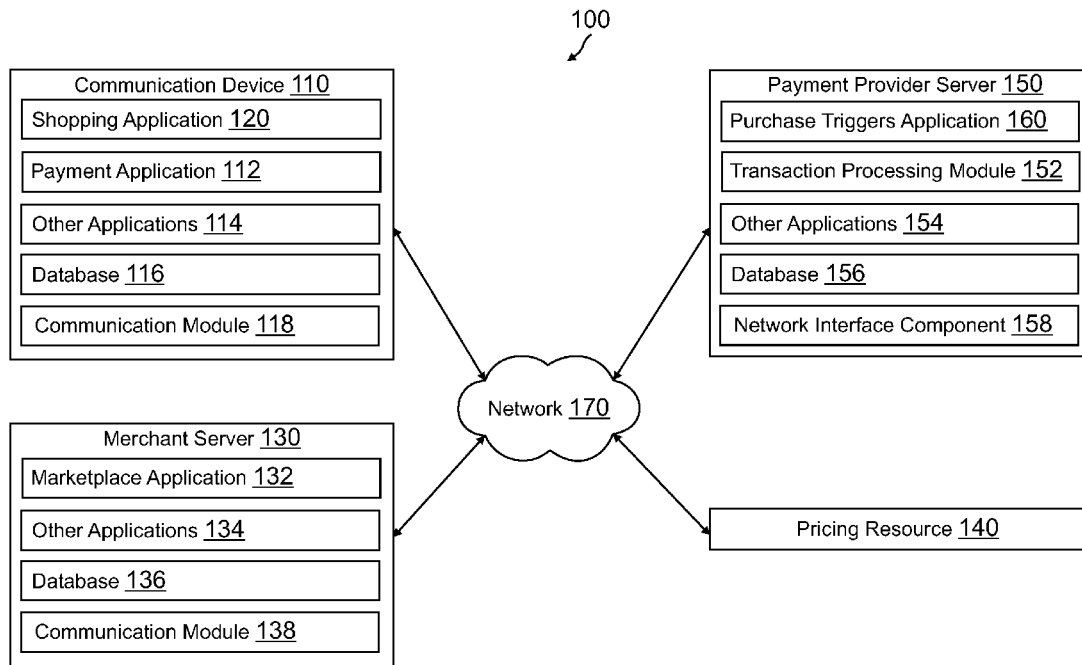 100
Communication Device 110
Shopping Application 120
Payment Application 112
Other Applications 114
Database 116
Communication Module 118
Payment Provider Server 150
Purchase Triggers Application 160
Transaction Processing Module 152
Other Applications 154
Database 156
Network Interface Component 158
Network 170
Merchant Server 130
Marketplace Application 132
Other Applications 134
Database 136
Communication Module 138
Pricing Resource 140